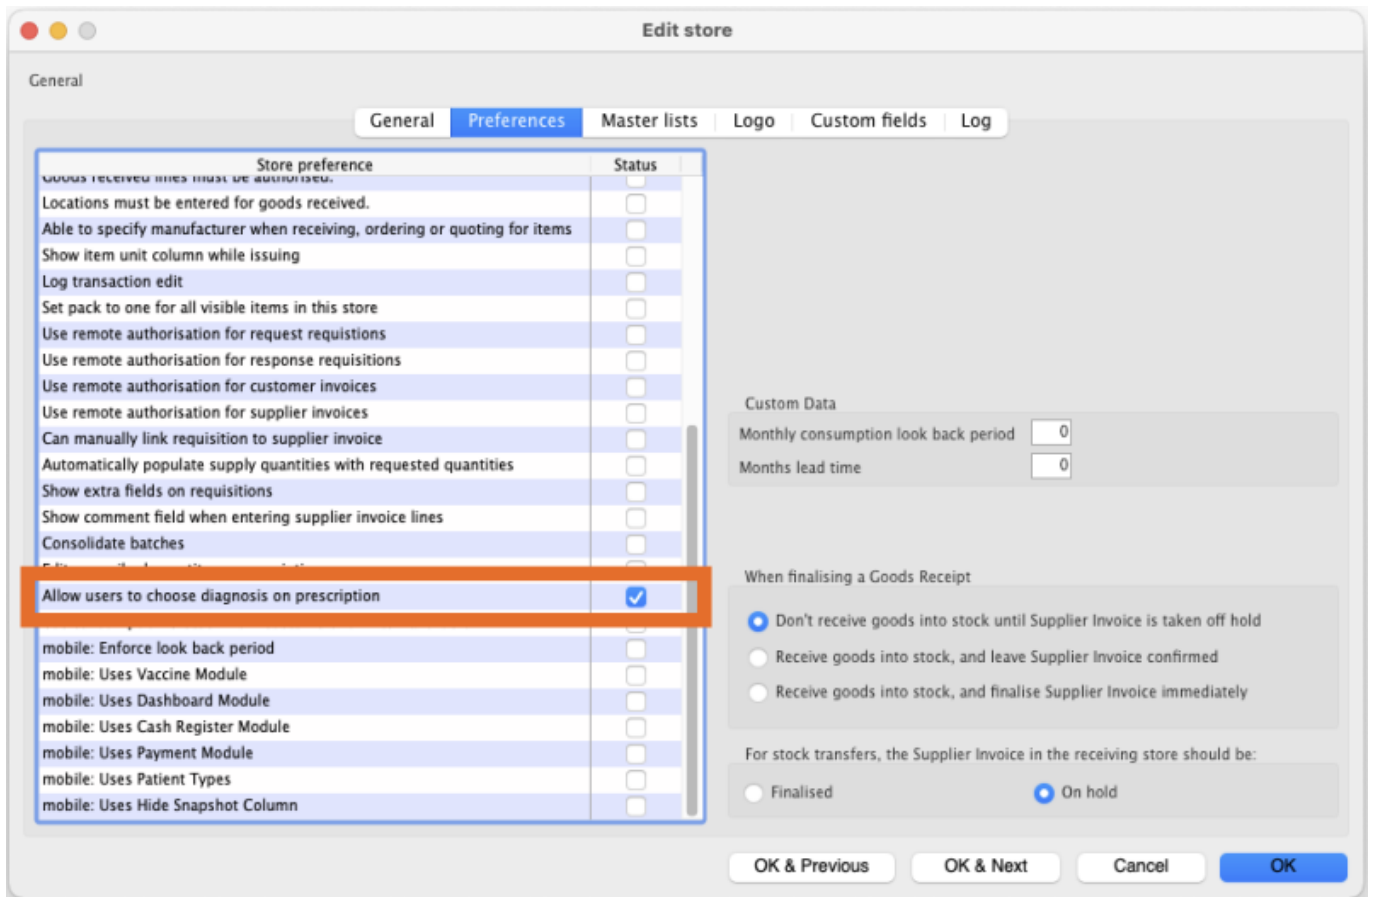 Edit store
General
General
Preferences
Master lists
Logo
Custom fields
Log
Store preference
Status
Goods received lines must be authorised.
Locations must be entered for goods received.
Able to specify manufacturer when receiving, ordering or quoting for items
Show item unit column while issuing
Log transaction edit
Set pack to one for all visible items in this store
Use remote authorisation for request requistions
Use remote authorisation for response requisitions
Use remote authorisation for customer invoices
Use remote authorisation for supplier invoices
Can manually link requisition to supplier invoice
Automatically populate supply quantities with requested quantities
Show extra fields on requisitions
Show comment field when entering supplier invoice lines
Consolidate batches
Allow users to choose diagnosis on prescription
mobile: Enforce look back period
mobile: Uses Vaccine Module
mobile: Uses Dashboard Module
mobile: Uses Cash Register Module
mobile: Uses Payment Module
mobile: Uses Patient Types
mobile: Uses Hide Snapshot Column
Custom Data
Monthly consumption look back period 0
Months lead time 0
When finalising a Goods Receipt
Don't receive goods into stock until Supplier Invoice is taken off hold
Receive goods into stock, and leave Supplier Invoice confirmed
Receive goods into stock, and finalise Supplier Invoice immediately
For stock transfers, the Supplier Invoice in the receiving store should be:
Finalised
On hold
OK & Previous
OK & Next
Cancel
OK